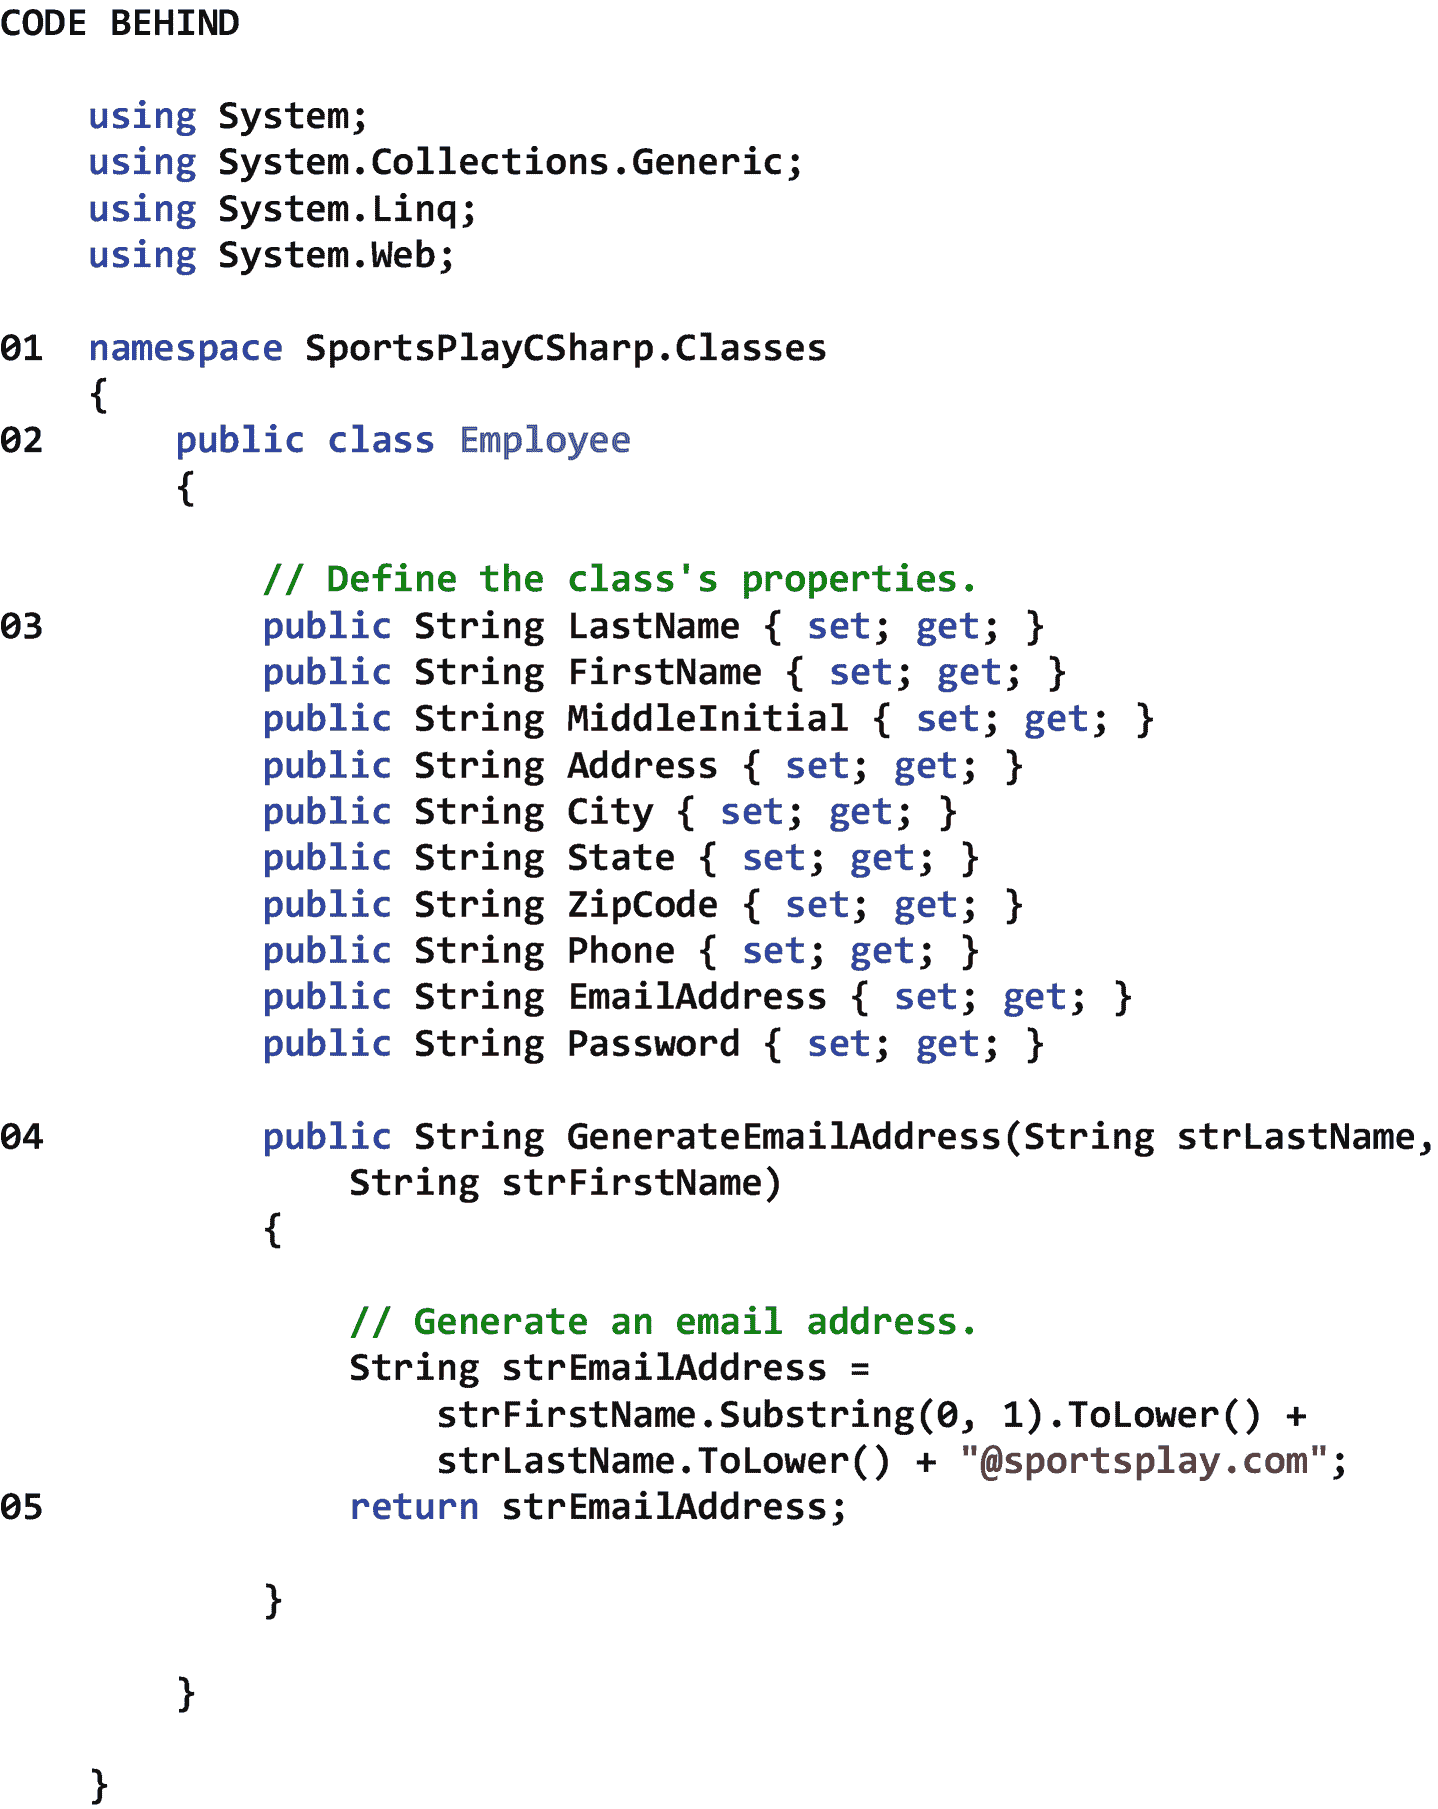 CODE BEHIND
using System;
using System.Collections.Generic;
using System.Linq;
using System.Web;
01 namespace SportsPlayCSharp.Classes
{
02 public class Employee
{
// Define the class's properties.
03 public String LastName { set; get; }
public String FirstName { set; get; }
public String MiddleInitial { set; get; }
public String Address { set; get; }
public String City { set; get; }
public String State { set; get; }
public String ZipCode { set; get; }
public String Phone { set; get; }
public String EmailAddress { set; get; }
public String Password { set; get; }
04 public String GenerateEmailAddress(String strLastName,
String strFirstName)
{
// Generate an email address.
String strEmailAddress =
strFirstName.Substring(0, 1).ToLower() +
strLastName.ToLower() + "@sportsplay.com";
05 return strEmailAddress;
}
}
}